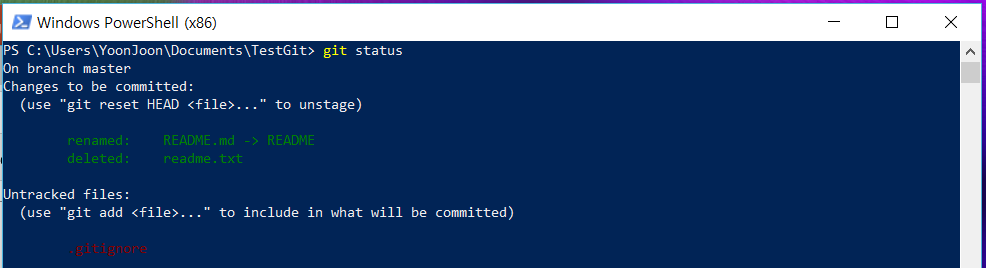 Windows PowerShell (x86)
PS C:\Users\YoonJoon\Documents\TestGit> git status
On branch master
Changes to be committed:
  (use "git reset HEAD <file>..." to unstage)
        renamed:    README.md -> README
        deleted:    readme.txt
Untracked files:
  (use "git add <file>..." to include in what will be committed)
        .gitignore